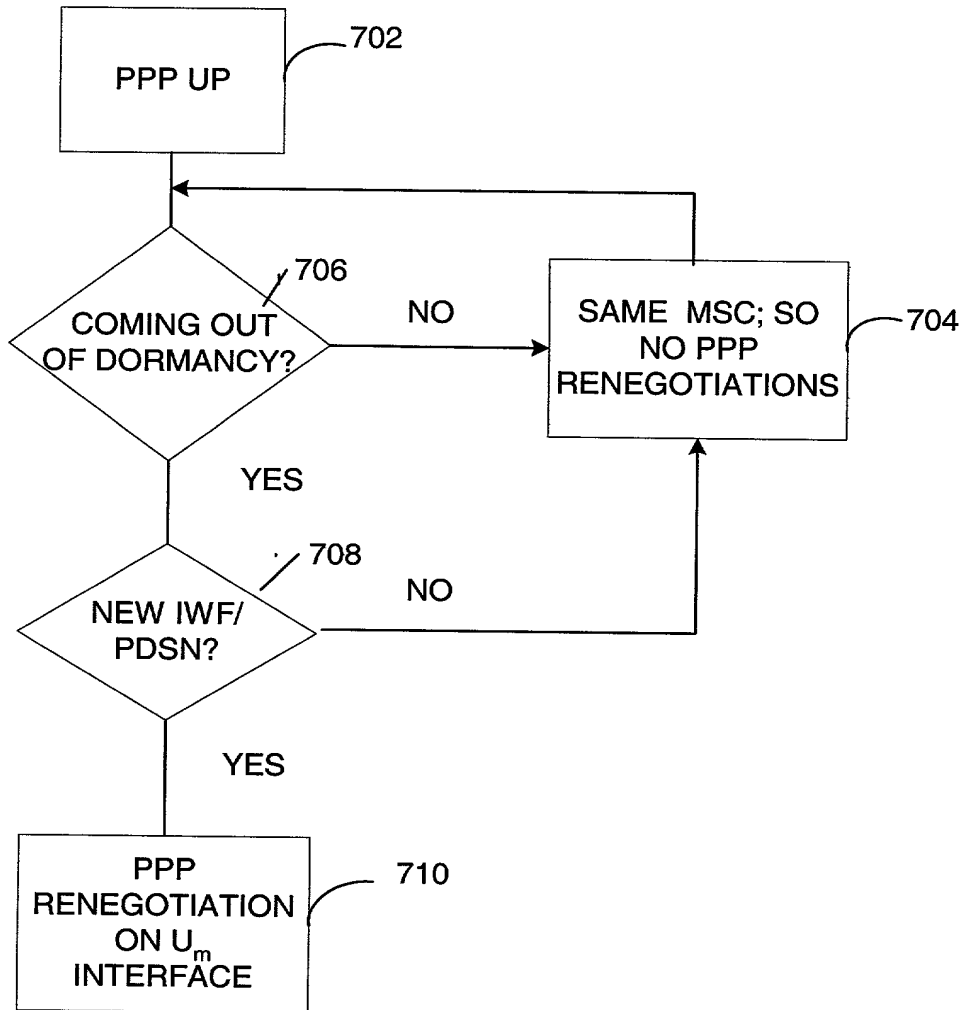 702
PPP UP
706
COMING OUT
OF DORMANCY?
NO
SAME MSC; SO
NO PPP
RENEGOTIATIONS
704
YES
708
NEW IWF/
PDSN?
NO
YES
PPP
RENEGOTIATION
ON Um
INTERFACE
710